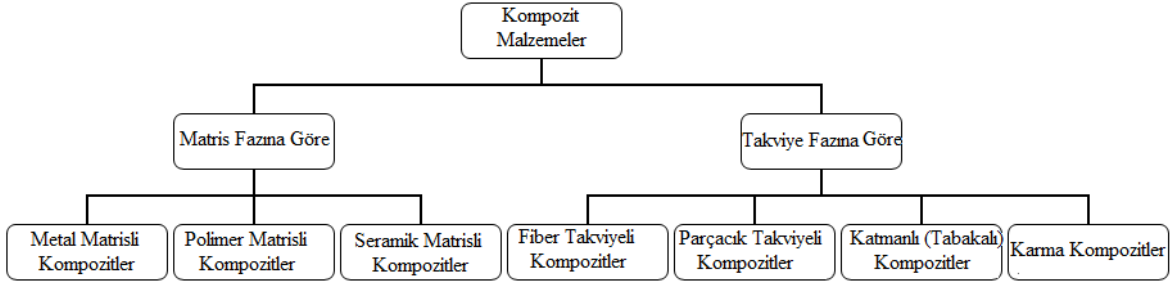 Kompozit
Malzemeler
Matris Fazına Göre
Takviye Fazına Göre
Metal Matrisli
Kompozitler
Polimer Matrisli
Kompozitler
Seramik Matrisli
Kompozitler
Fiber Takviyeli
Kompozitler
Parçacık Takviyeli
Kompozitler
Katmanlı (Tabakalı)
Kompozitler
Karma Kompozitler